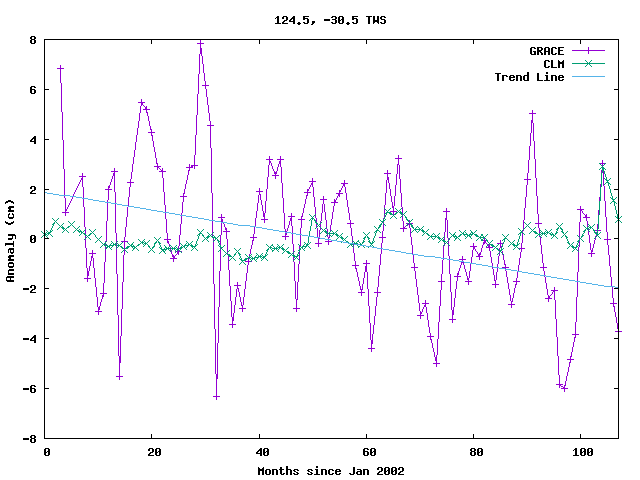 124.5, -30.5 TWS
GRACE
CLM
Trend Line
Anomaly (cm)
8
6
4
2
0
-2
-4
-6
-8
0 20 40 60 80 100
Months since Jan 2002